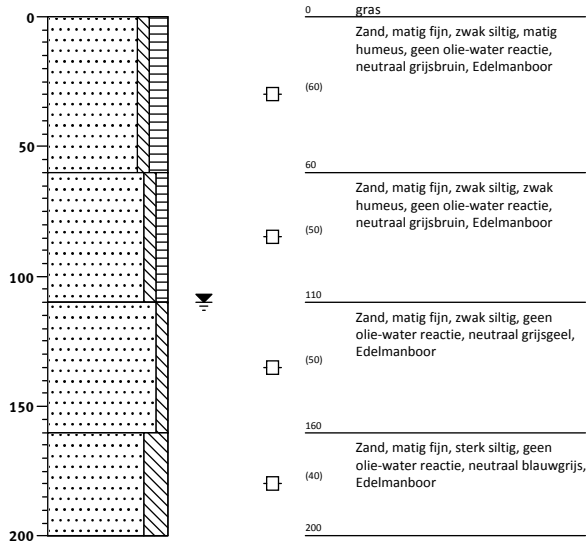 0
50
100
150
200
0
gras
Zand, matig fijn, zwak siltig, matig
humeus, geen olie-water reactie,
neutraal grijsbruin, Edelmanboor
(60)
60
Zand, matig fijn, zwak siltig, zwak
humeus, geen olie-water reactie,
neutraal grijsbruin, Edelmanboor
(50)
110
Zand, matig fijn, zwak siltig, geen
olie-water reactie, neutraal grijsgeel,
Edelmanboor
(50)
160
Zand, matig fijn, sterk siltig, geen
olie-water reactie, neutraal blauwgrijs,
Edelmanboor
(40)
200